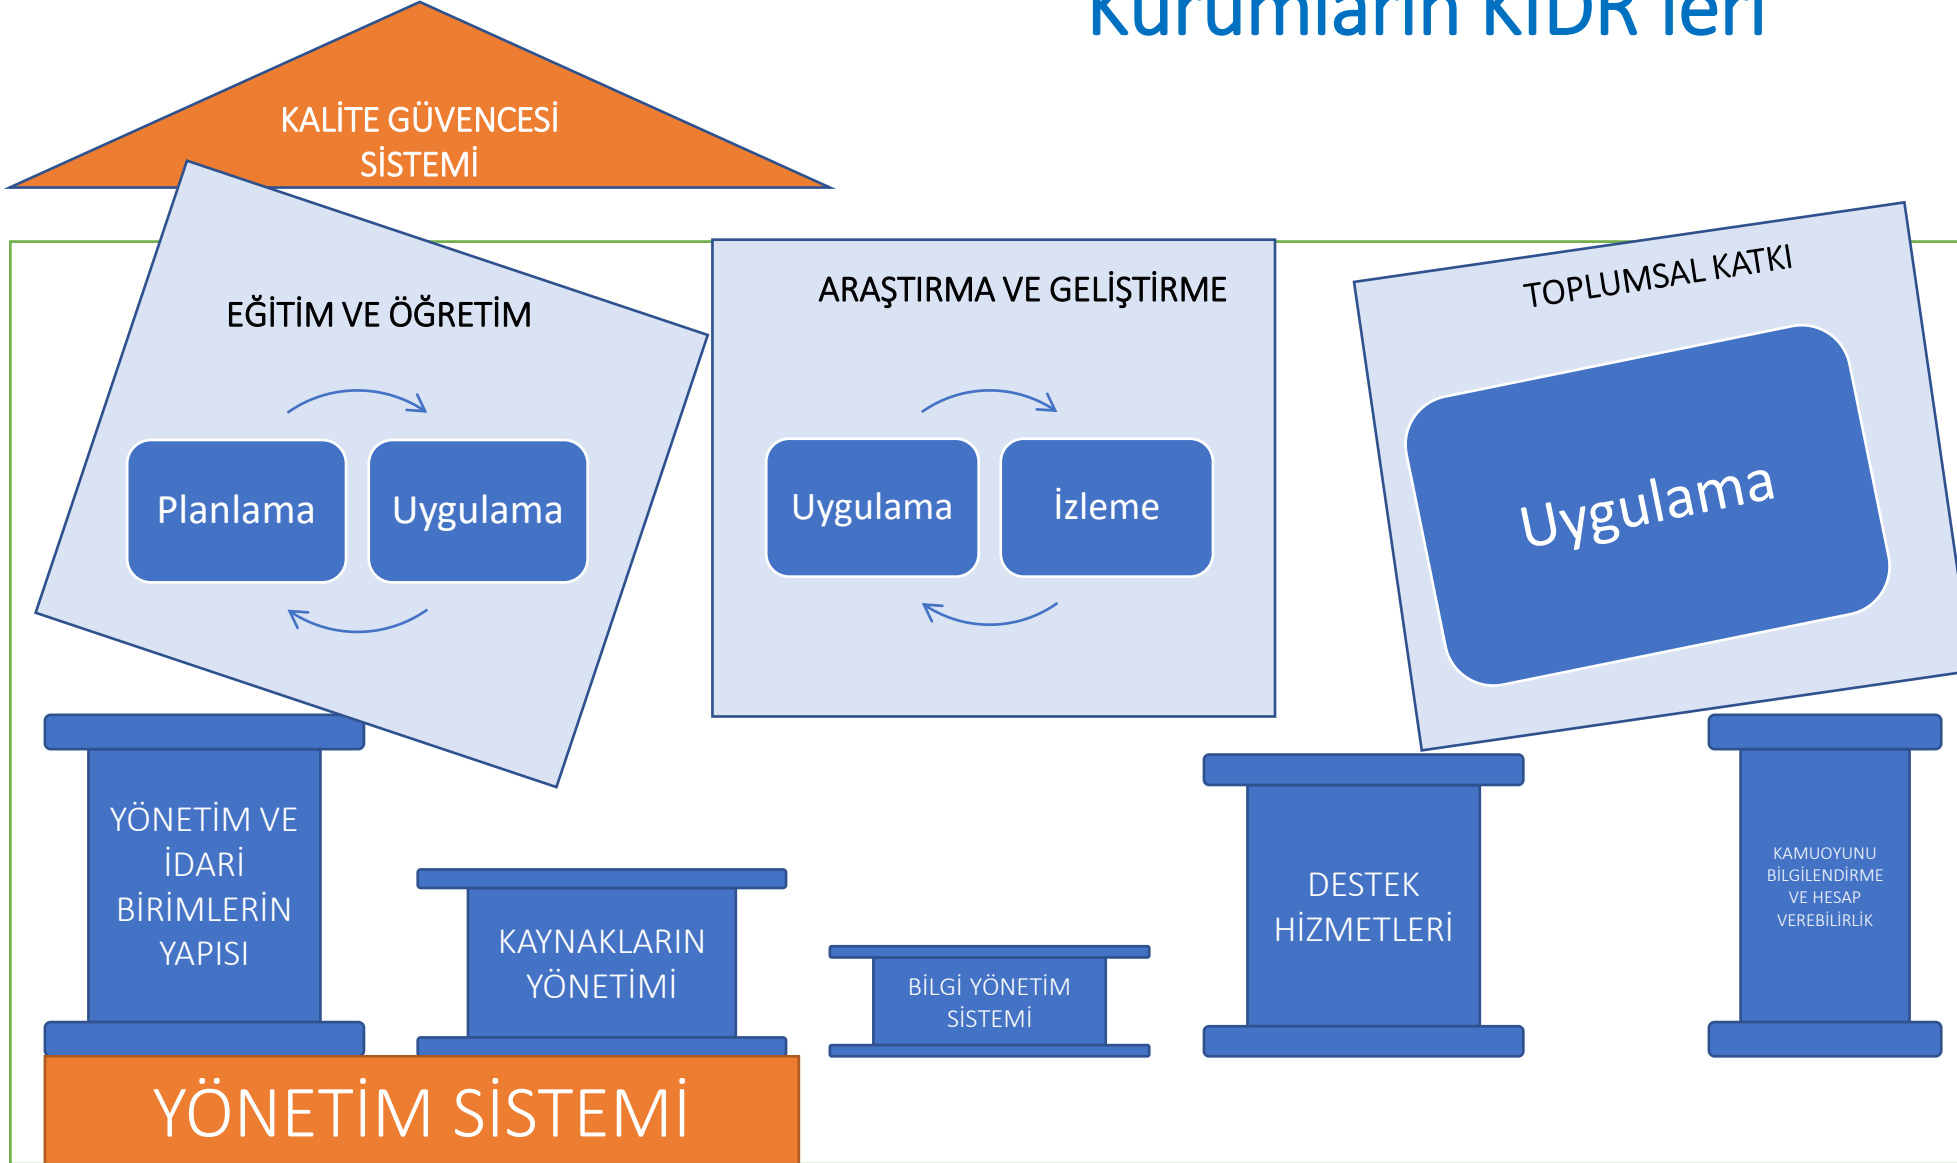 Kurumların KİDR leri
KALİTE GÜVENCESİ
SİSTEMİ
EĞİTİM VE ÖĞRETİM
Planlama
Uygulama
ARAŞTIRMA VE GELİŞTİRME
Uygulama
İzleme
TOPLUMSAL KATKI
Uygulama
YÖNETİM VE
İDARİ
BİRİMLERİN
YAPISI
KAYNAKLARIN
YÖNETİMİ
BİLGİ YÖNETİM
SİSTEMİ
DESTEK
HİZMETLERİ
KAMUOYUNU
BİLGİLENDİRME
VE HESAP
VEREBİLİRLİK
YÖNETİM SİSTEMİ